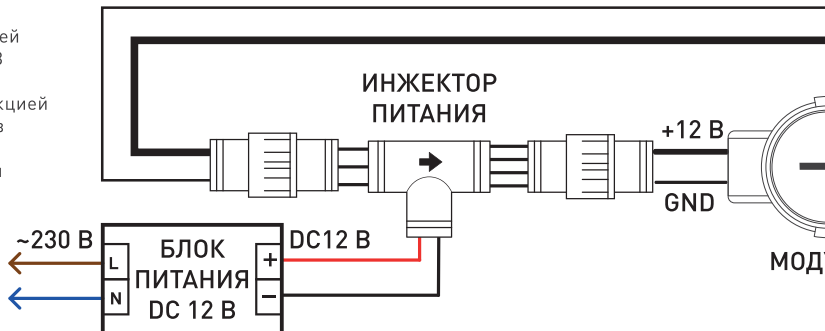 ИНЖЕКТОР
ПИТАНИЯ
+12 В
GND
~230 В
L
N
БЛОК
ПИТАНИЯ
DC 12 В
+
−
DC12 В